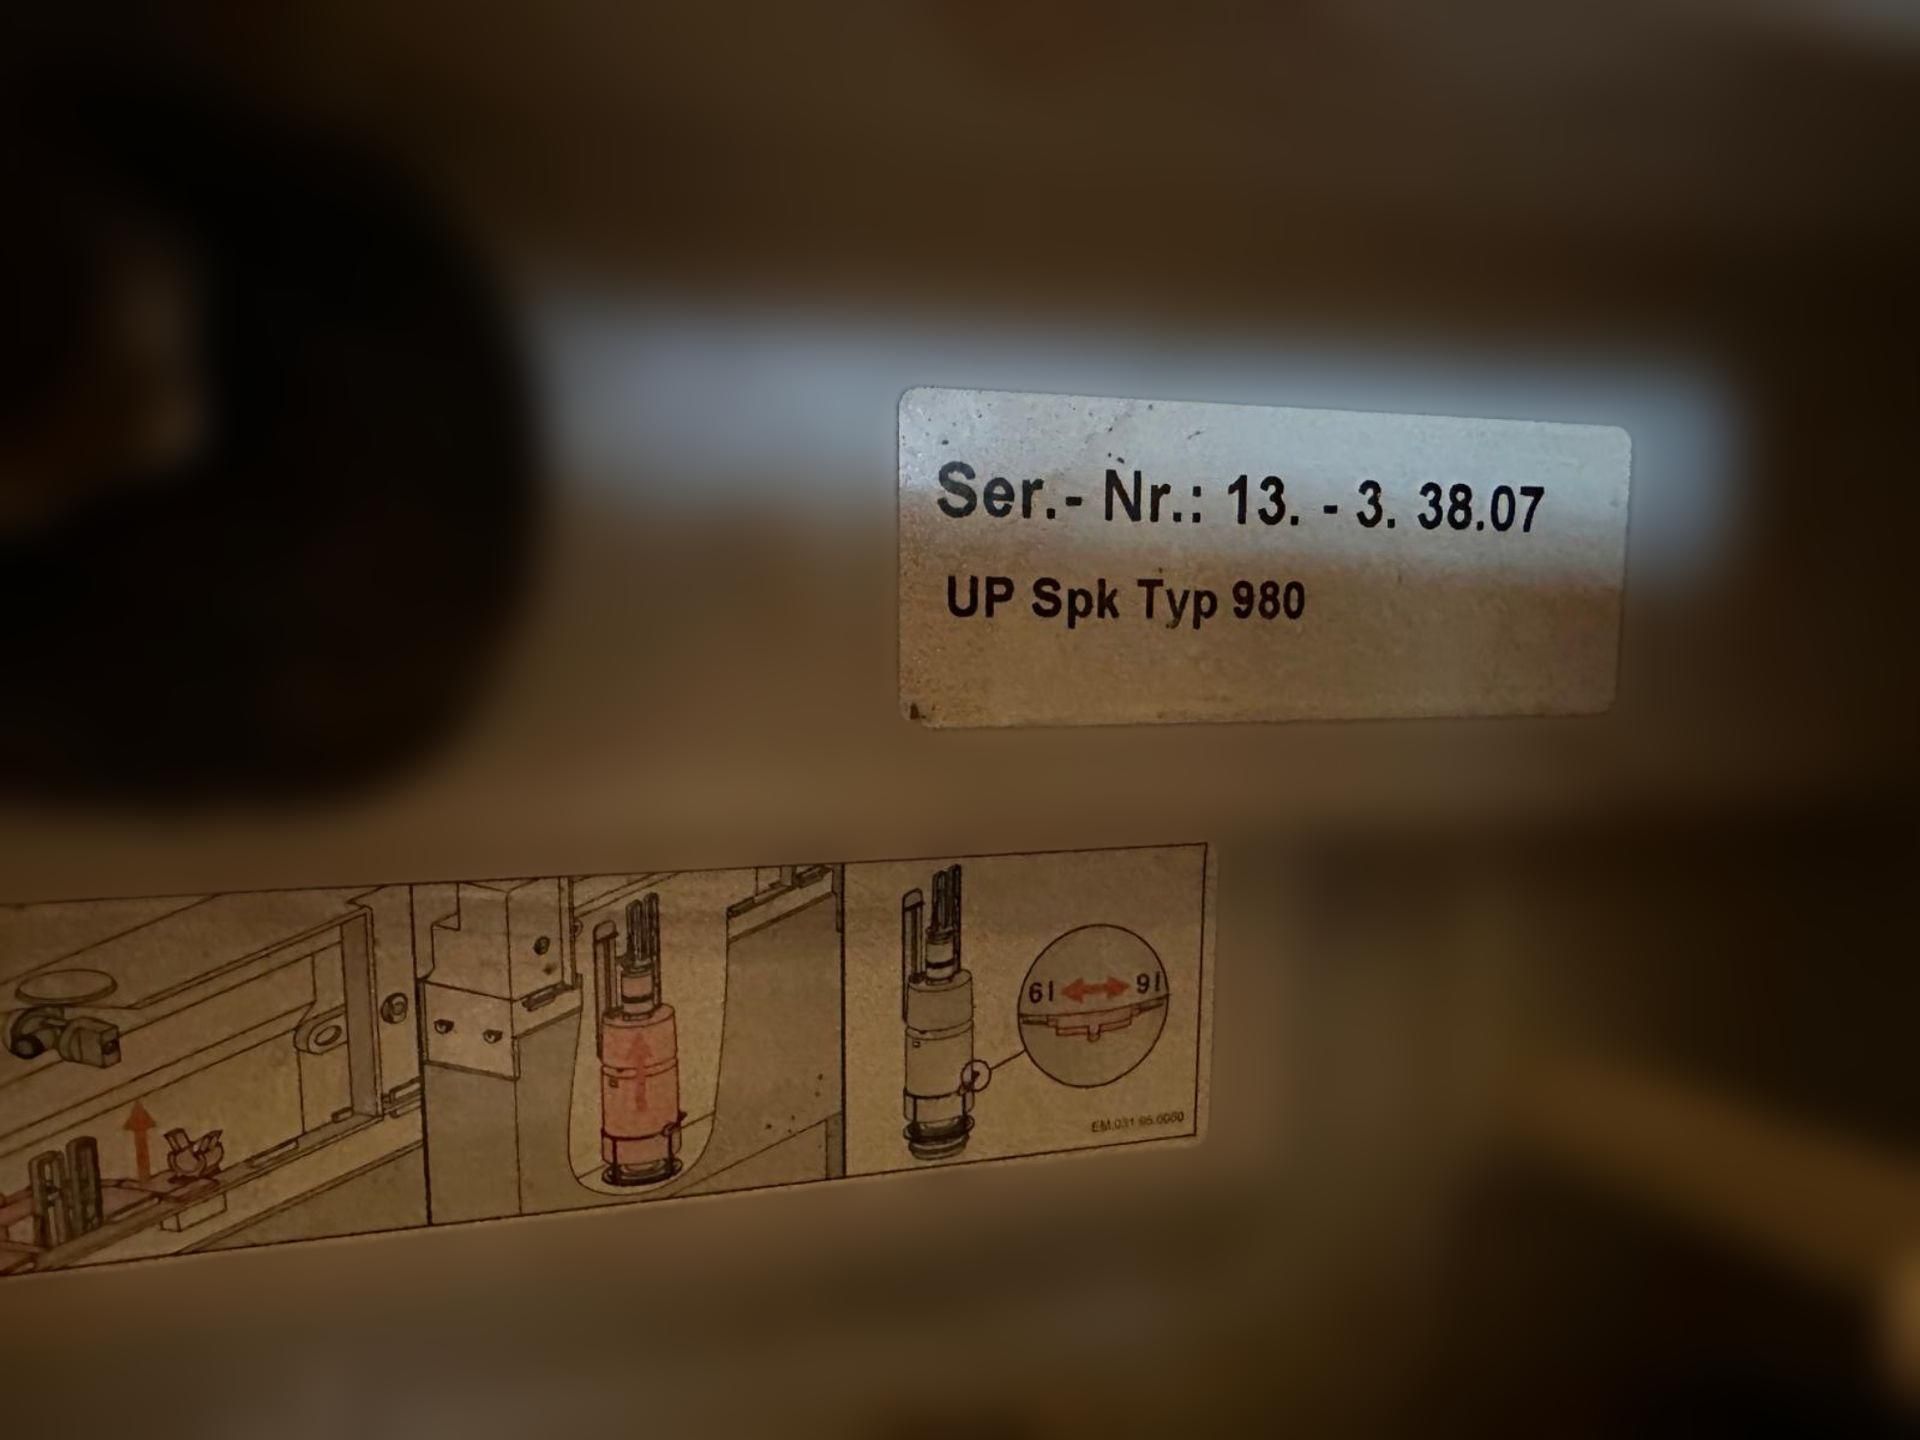 Ser.- Nr.: 13. - 3. 38.07
UP Spk Typ 980
6l 9l